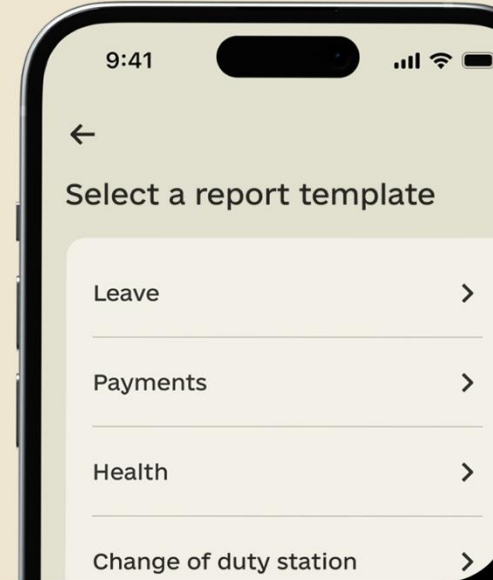 9:41
Select a report template
Leave
Payments
Health
Change of duty station